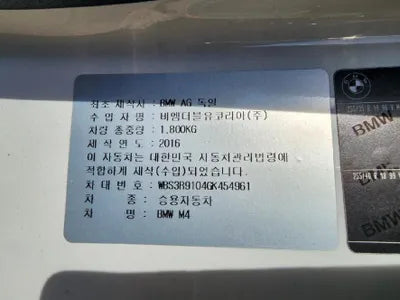 최초 제작사 : BMW AG 독일
수 입 자 명 : 비엠더블유코리아(주)
차량 총중량 : 1,800KG
제 작 연 도 : 2016
이 자동차는 대한민국 자동차관리법령에
적합하게 제작(수입)되었습니다.
차 대 번 호 : WBS3R9104GK454961
차 종 : 승용자동차
차 명 : BMW M4
BMW
BMW
BMW